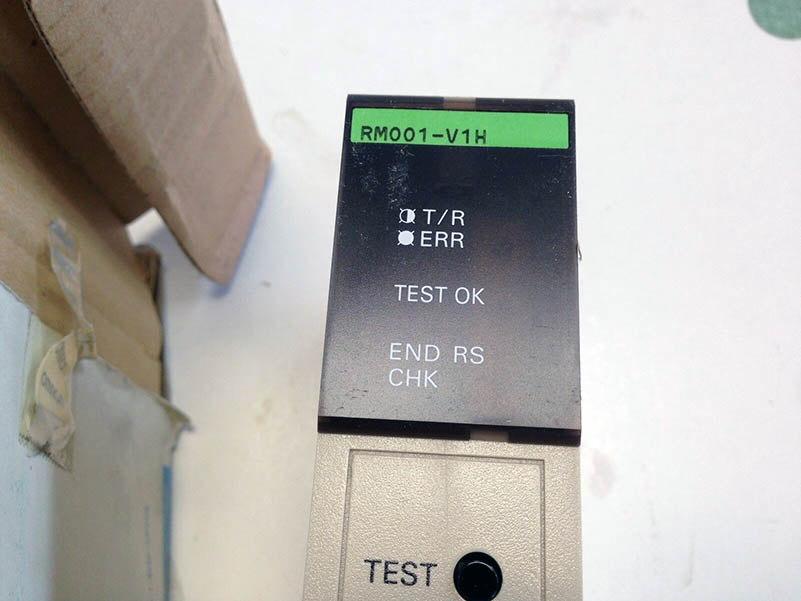 RM001-V1H
T/R
ERR
TEST OK
END RS
CHK
TEST